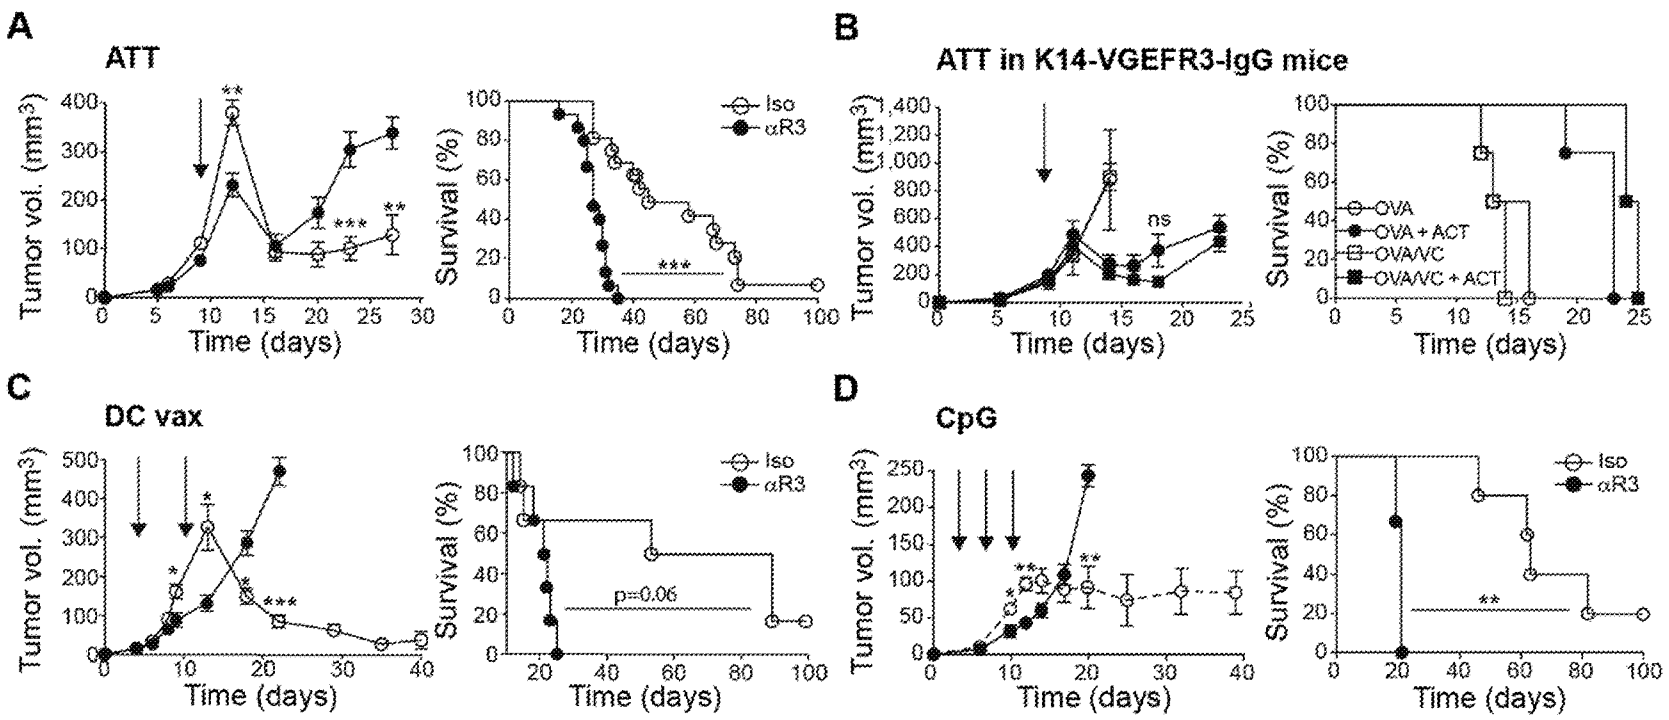 A
ATT
Tumor vol. (mm3)
400
300
200
100
0
**
***
**
0 5 10 15 20 25 30
Time (days)
Survival (%)
100
80
60
40
20
0
Iso
αR3
***
0 20 40 60 80 100
Time (days)
B
ATT in K14-VGEFR3-IgG mice
Tumor vol. (mm3)
1,400
1,200
1,000
800
600
400
200
0
ns
0 5 10 15 20 25
Time (days)
Survival (%)
100
80
60
40
20
0
OVA
OVA + ACT
OVA/VC
OVA/VC + ACT
0 5 10 15 20 25
Time (days)
C
DC vax
Tumor vol. (mm3)
500
400
300
200
100
0
*
*
*
***
0 10 20 30 40
Time (days)
Survival (%)
100
80
60
40
20
0
Iso
αR3
p=0.06
20 40 60 80 100
Time (days)
D
CpG
Tumor vol. (mm3)
250
200
150
100
50
0
*
**
**
0 10 20 30 40
Time (days)
Survival (%)
100
80
60
40
20
0
Iso
αR3
**
0 20 40 60 80 100
Time (days)